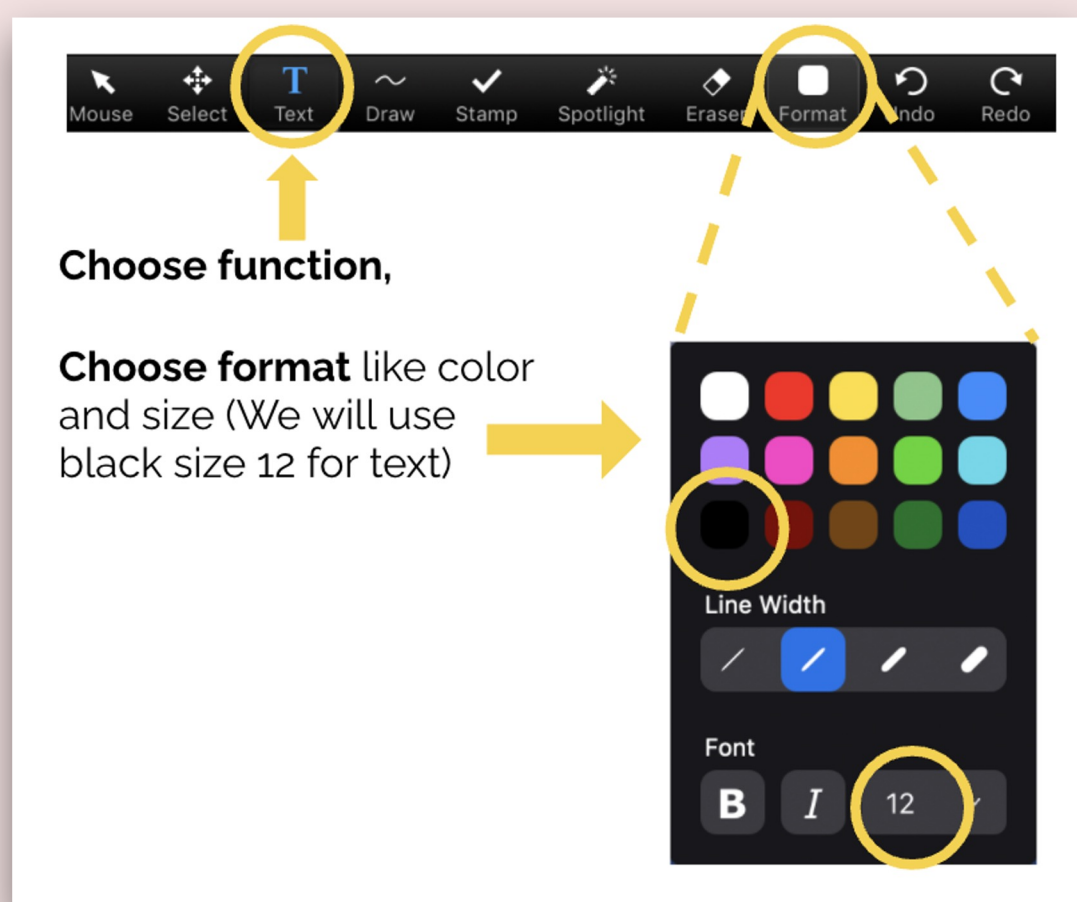 Mouse Select Text Draw Stamp Spotlight Eraser Format Undo Redo
Choose function,
Choose format like color
and size (We will use
black size 12 for text)
Line Width
Font
B I 12